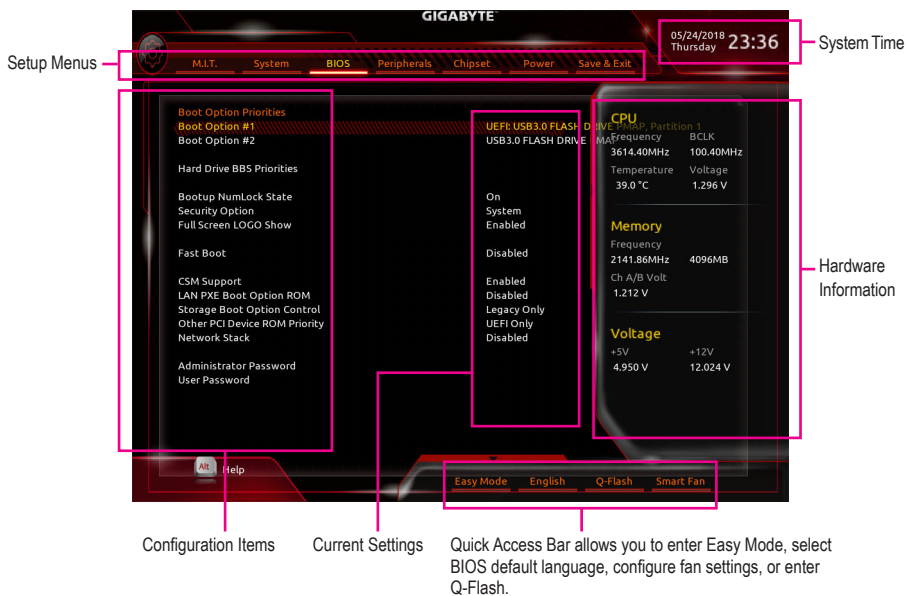 GIGABYTE™
05/24/2018 23:36
Thursday
System Time
Setup Menus
M.I.T. System BIOS Peripherals Chipset Power Save & Exit
Boot Option Priorities
Boot Option #1 UEFI: USB3.0 FLASH DRIVE PMAP, Partition 1
Boot Option #2 USB3.0 FLASH DRIVE PMAP
Hard Drive BBS Priorities
Bootup NumLock State On
Security Option System
Full Screen LOGO Show Enabled
Fast Boot Disabled
CSM Support Enabled
LAN PXE Boot Option ROM Disabled
Storage Boot Option Control Legacy Only
Other PCI Device ROM Priority UEFI Only
Network Stack Disabled
Administrator Password
User Password
CPU
Frequency BCLK
3614.40MHz 100.40MHz
Temperature Voltage
39.0 °C 1.296 V
Memory
Frequency
2141.86MHz 4096MB
Ch A/B Volt
1.212 V
Voltage
+5V +12V
4.950 V 12.024 V
Hardware
Information
Alt Help
Easy Mode English Q-Flash Smart Fan
Configuration Items
Current Settings
Quick Access Bar allows you to enter Easy Mode, select
BIOS default language, configure fan settings, or enter
Q-Flash.